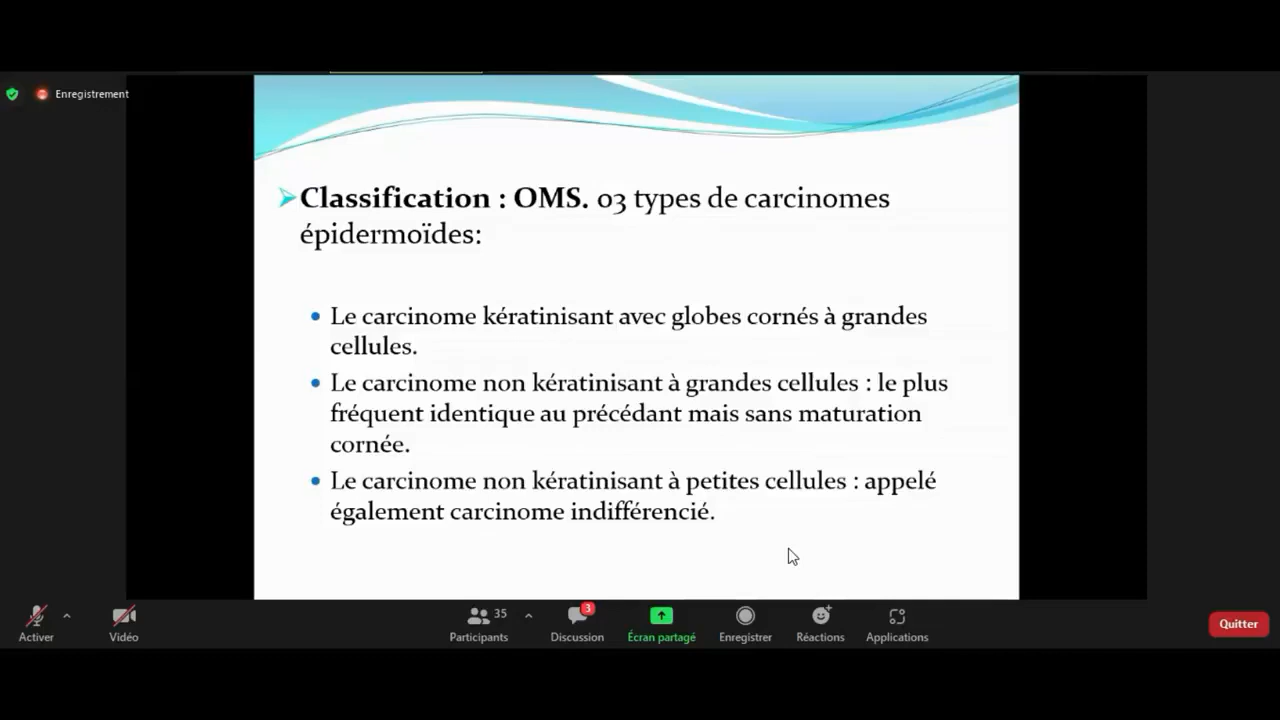 Enregistrement
Classification : OMS. 03 types de carcinomes
épidermoïdes:
Le carcinome kératinisant avec globes cornés à grandes
cellules.
Le carcinome non kératinisant à grandes cellules : le plus
fréquent identique au précédant mais sans maturation
cornée.
Le carcinome non kératinisant à petites cellules : appelé
également carcinome indifférencié.
Activer
Vidéo
35
Participants
3
Discussion
Écran partagé
Enregistrer
Réactions
Applications
Quitter